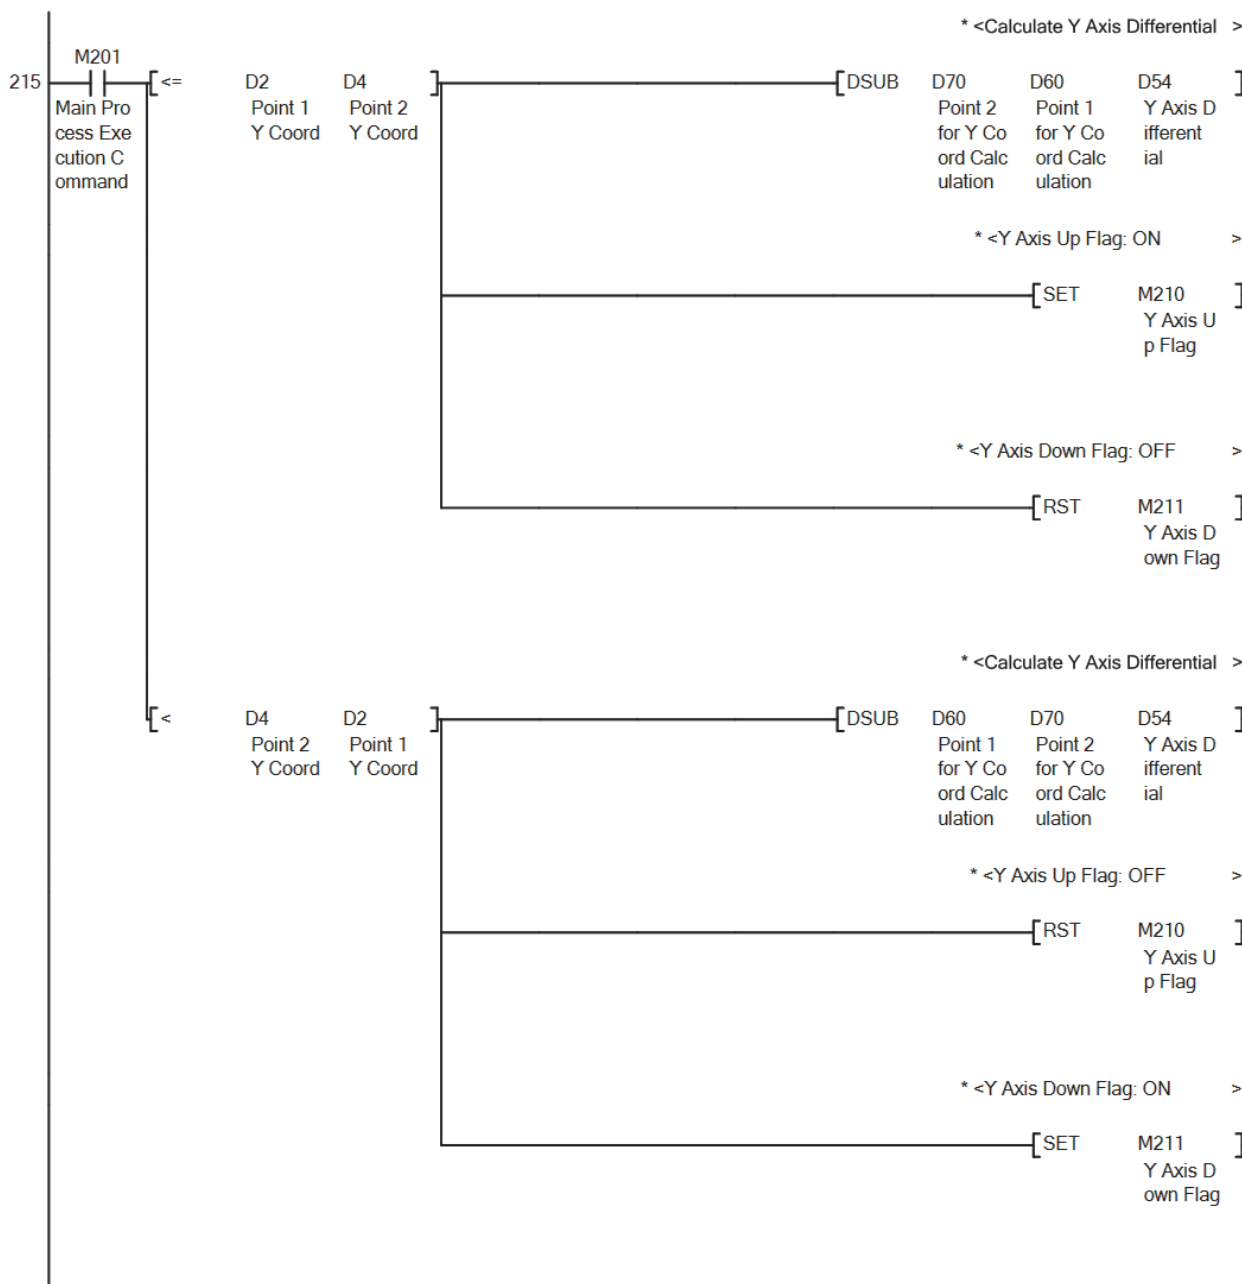 * <Calculate Y Axis Differential >
M201
215 <= D2 D4 DSUB D70 D60 D54
Main Pro Point 1 Point 2 Point 2 Point 1 Y Axis D
cess Exe Y Coord Y Coord for Y Co for Y Co ifferent
cution C ord Calc ord Calc ial
ommand ulation ulation
* <Y Axis Up Flag: ON >
SET M210
Y Axis U
p Flag
* <Y Axis Down Flag: OFF >
RST M211
Y Axis D
own Flag
* <Calculate Y Axis Differential >
< D4 D2 DSUB D60 D70 D54
Point 2 Point 1 Point 1 Point 2 Y Axis D
Y Coord Y Coord for Y Co for Y Co ifferent
ord Calc ord Calc ial
ulation ulation
* <Y Axis Up Flag: OFF >
RST M210
Y Axis U
p Flag
* <Y Axis Down Flag: ON >
SET M211
Y Axis D
own Flag